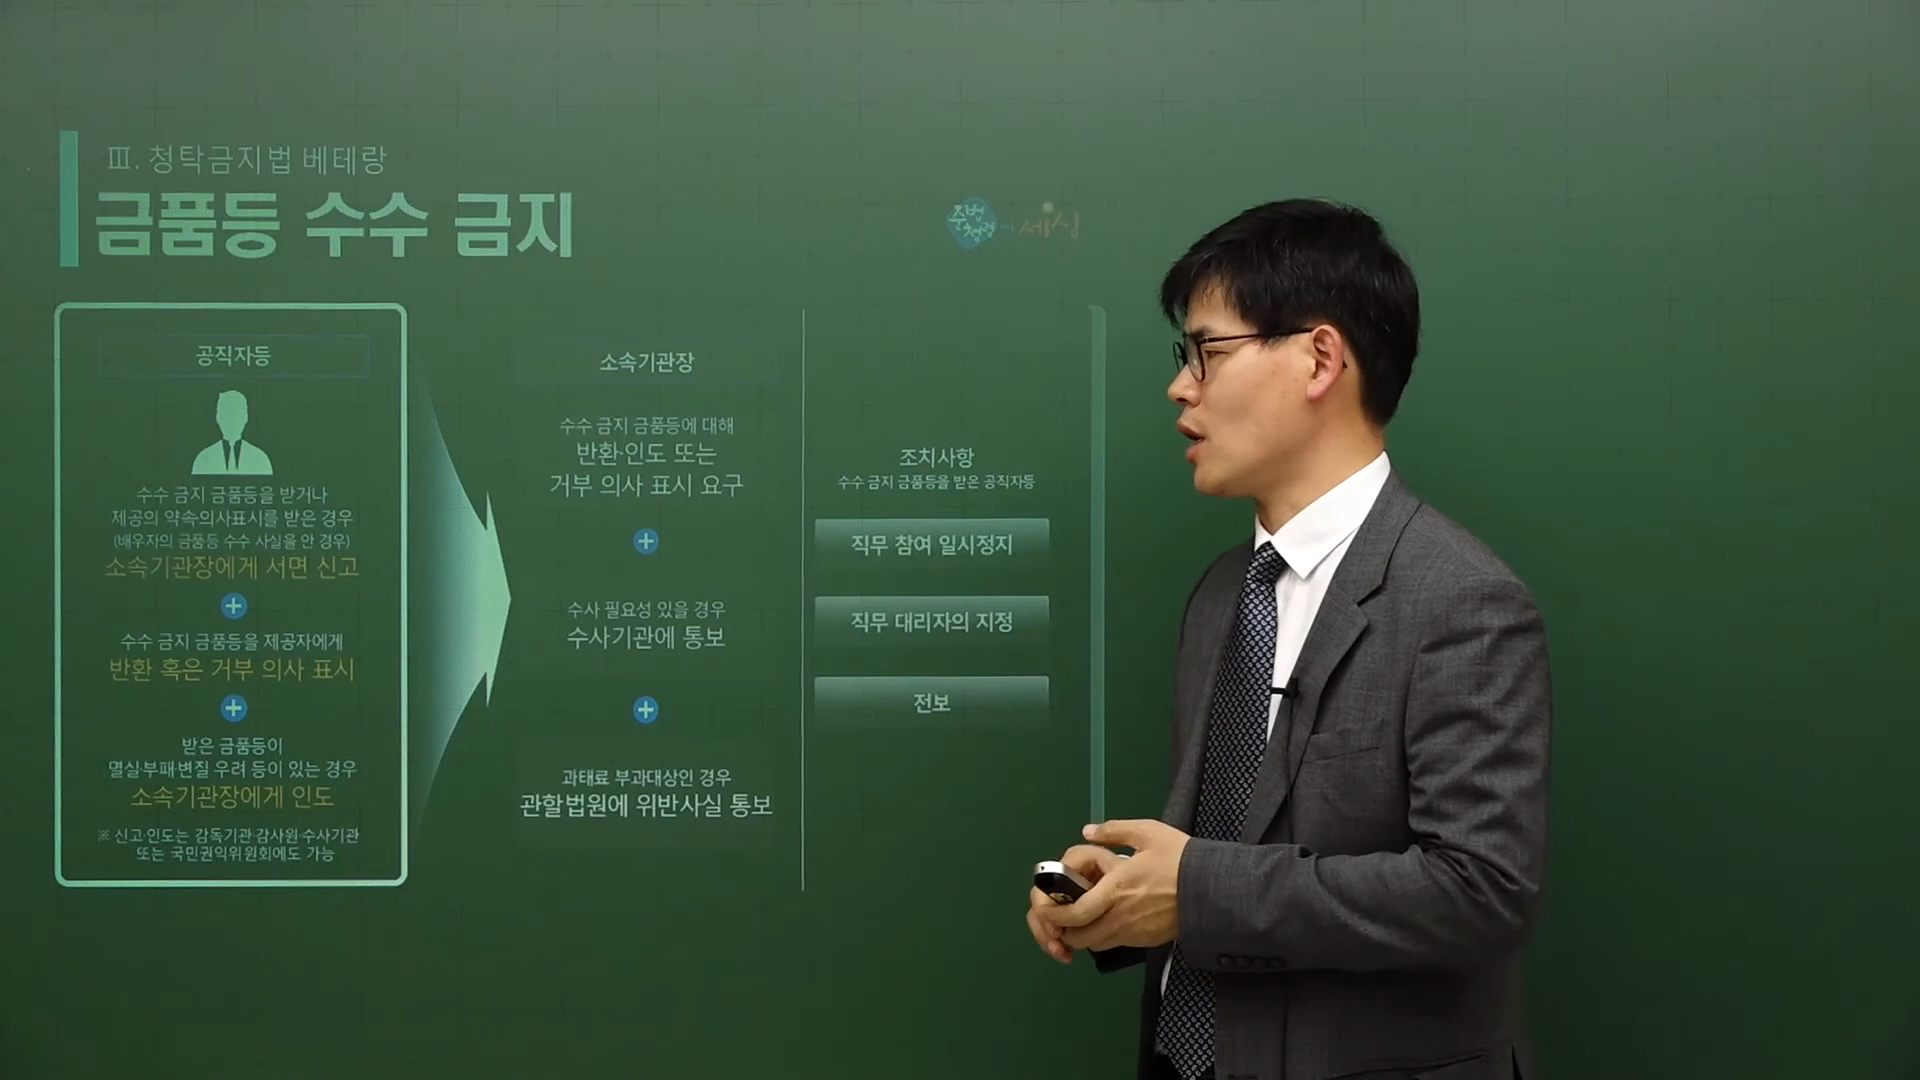 Ⅲ. 청탁금지법 베테랑
금품등 수수 금지
준법
청렴
세상
공직자등
수수 금지 금품등을 받거나
제공의 약속·의사표시를 받은 경우
(배우자의 금품등 수수 사실을 안 경우)
소속기관장에게 서면 신고
+
수수 금지 금품등을 제공자에게
반환 혹은 거부 의사 표시
+
받은 금품등이
멸실·부패·변질 우려 등이 있는 경우
소속기관장에게 인도
※ 신고·인도는 감독기관·감사원·수사기관
또는 국민권익위원회에도 가능
소속기관장
수수 금지 금품등에 대해
반환·인도 또는
거부 의사 표시 요구
+
수사 필요성 있을 경우
수사기관에 통보
+
과태료 부과대상인 경우
관할법원에 위반사실 통보
조치사항
수수 금지 금품등을 받은 공직자등
직무 참여 일시정지
직무 대리자의 지정
전보